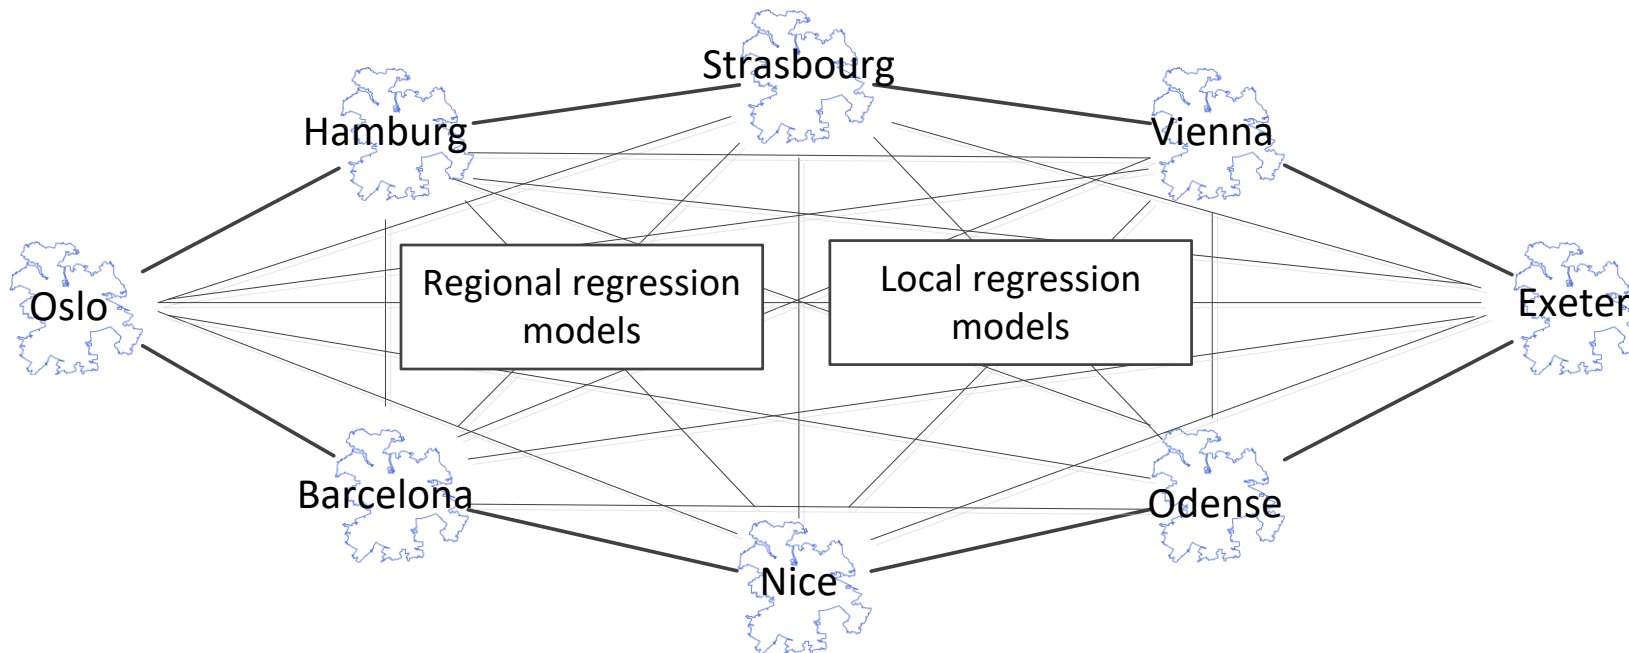 Strasbourg
Hamburg
Vienna
Regional regression
models
Local regression
models
Oslo
Exeter
Barcelona
Odense
Nice